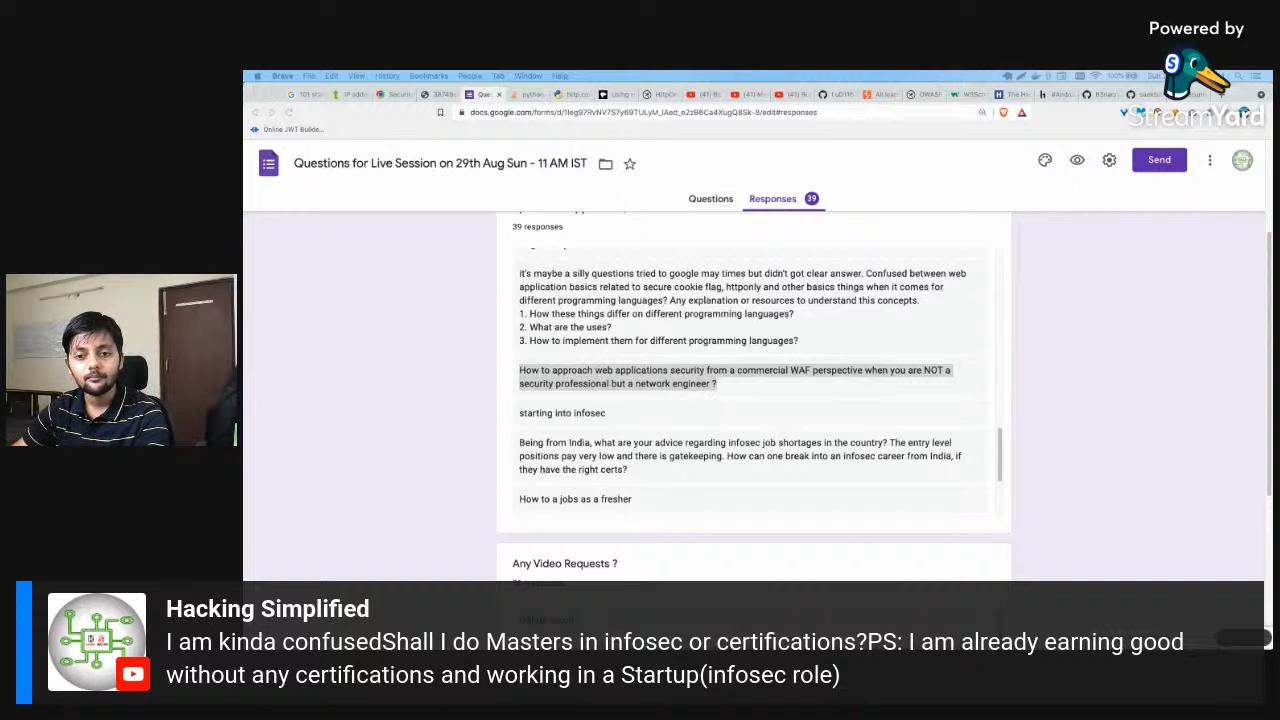 Powered by
StreamYard
Brave File Edit View History Bookmarks People Tab Window Help
docs.google.com/forms/d/
/edit#responses
Online JWT Builde...
Questions for Live Session on 29th Aug Sun - 11 AM IST
Send
Questions
Responses 39
39 responses
it's maybe a silly questions tried to google may times but didn't got clear answer. Confused between web
application basics related to secure cookie flag, httponly and other basics things when it comes for
different programming languages? Any explanation or resources to understand this concepts.
1. How these things differ on different programming languages?
2. What are the uses?
3. How to implement them for different programming languages?
How to approach web applications security from a commercial WAF perspective when you are NOT a
security professional but a network engineer ?
starting into infosec
Being from India, what are your advice regarding infosec job shortages in the country? The entry level
positions pay very low and there is gatekeeping. How can one break into an infosec career from India, if
they have the right certs?
How to a jobs as a fresher
Any Video Requests ?
Hacking Simplified
I am kinda confusedShall I do Masters in infosec or certifications?PS: I am already earning good
without any certifications and working in a Startup(infosec role)